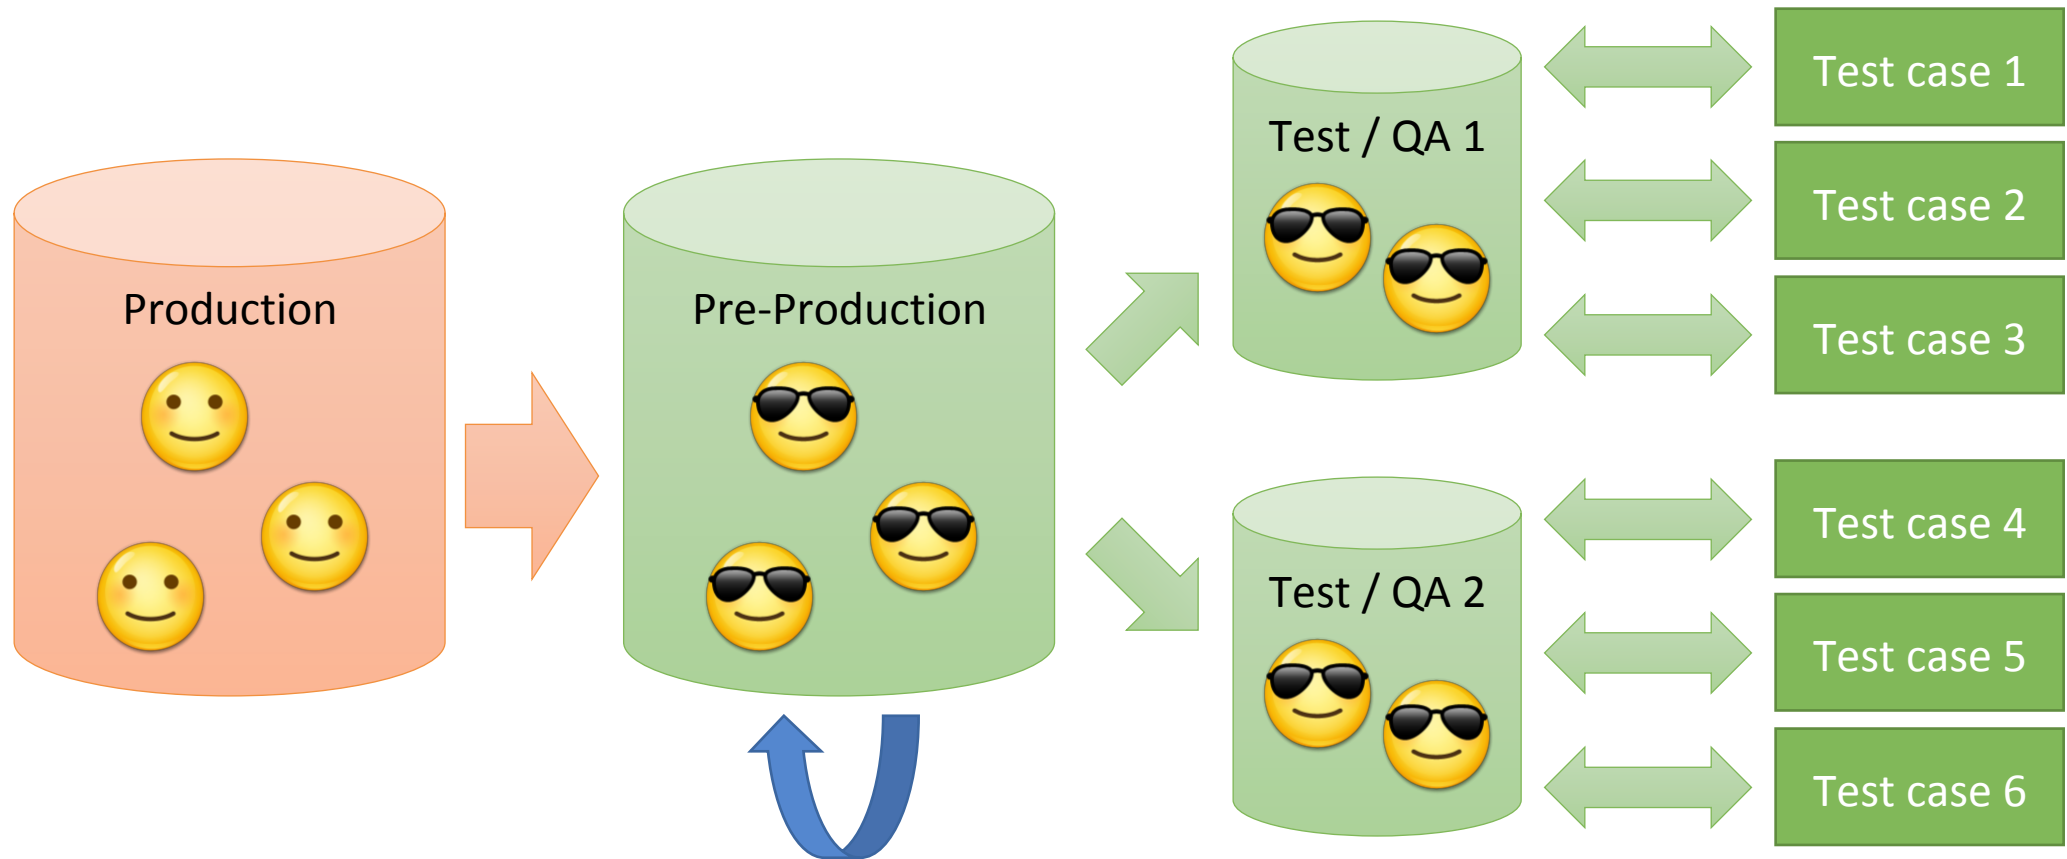 Production
Pre-Production
Test / QA 1
Test case 1
Test case 2
Test case 3
Test / QA 2
Test case 4
Test case 5
Test case 6